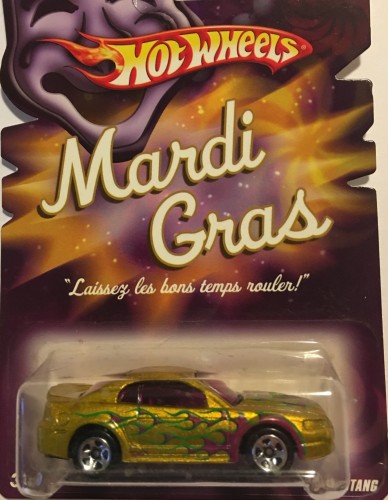 HOT WHEELS
Mardi
Gras
"Laissez les bons temps rouler!"